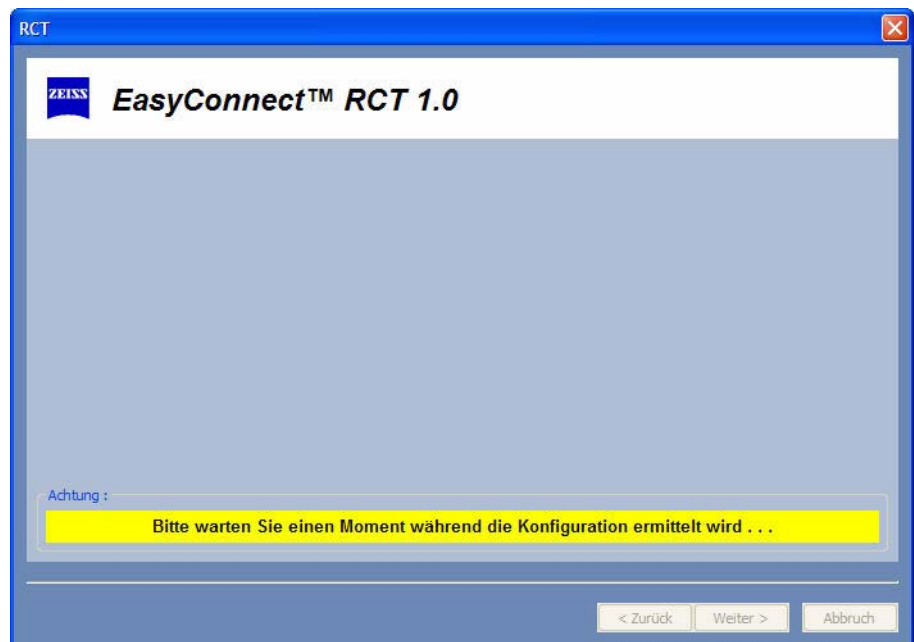 RCT
ZEISS
EasyConnect™ RCT 1.0
Achtung :
Bitte warten Sie einen Moment während die Konfiguration ermittelt wird . . .
< Zurück Weiter > Abbruch